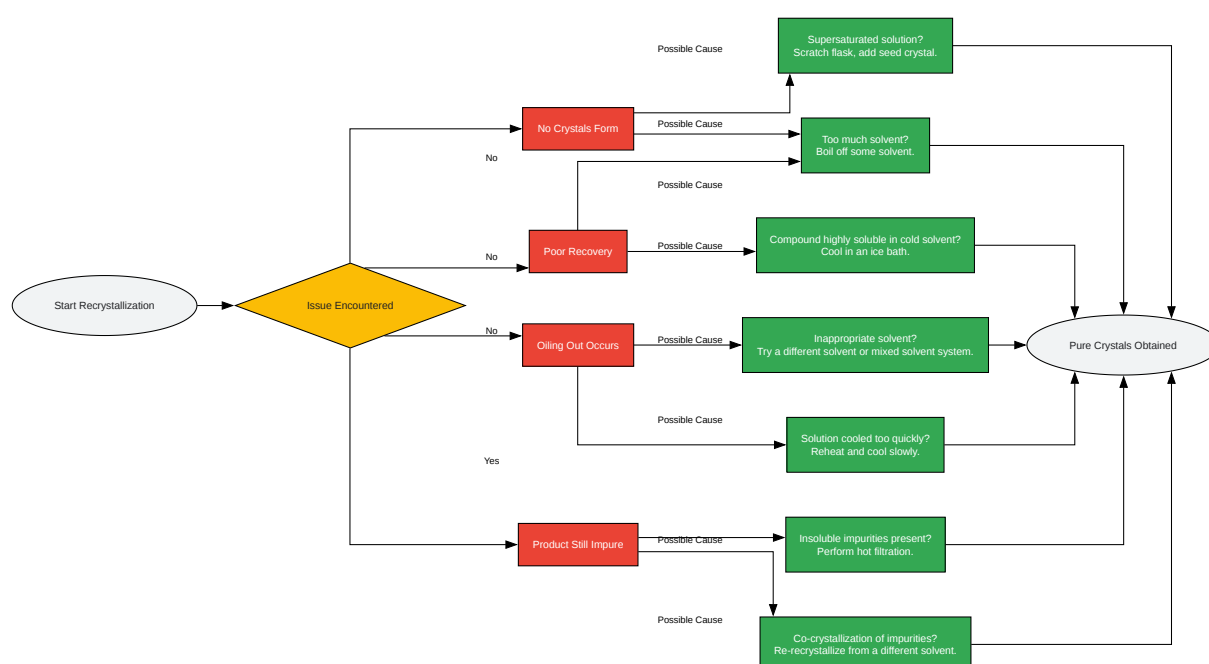 Supersaturated solution?
Scratch flask, add seed crystal.
Possible Cause
No Crystals Form
Possible Cause
Too much solvent?
Boil off some solvent.
No
Possible Cause
Poor Recovery
Possible Cause
Compound highly soluble in cold solvent?
Cool in an ice bath.
No
Start Recrystallization
Issue Encountered
No
Oiling Out Occurs
Possible Cause
Inappropriate solvent?
Try a different solvent or mixed solvent system.
Pure Crystals Obtained
Possible Cause
Solution cooled too quickly?
Reheat and cool slowly.
Yes
Product Still Impure
Possible Cause
Insoluble impurities present?
Perform hot filtration.
Possible Cause
Co-crystallization of impurities?
Re-recrystallize from a different solvent.